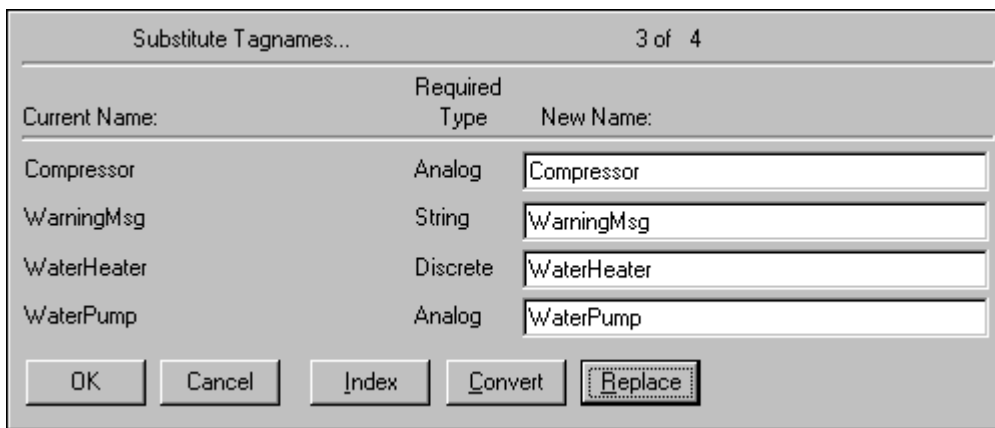 Substitute Tagnames... 3 of 4
Required
Current Name: Type New Name:
Compressor Analog Compressor
WarningMsg String WarningMsg
WaterHeater Discrete WaterHeater
WaterPump Analog WaterPump
OK Cancel Index Convert Replace